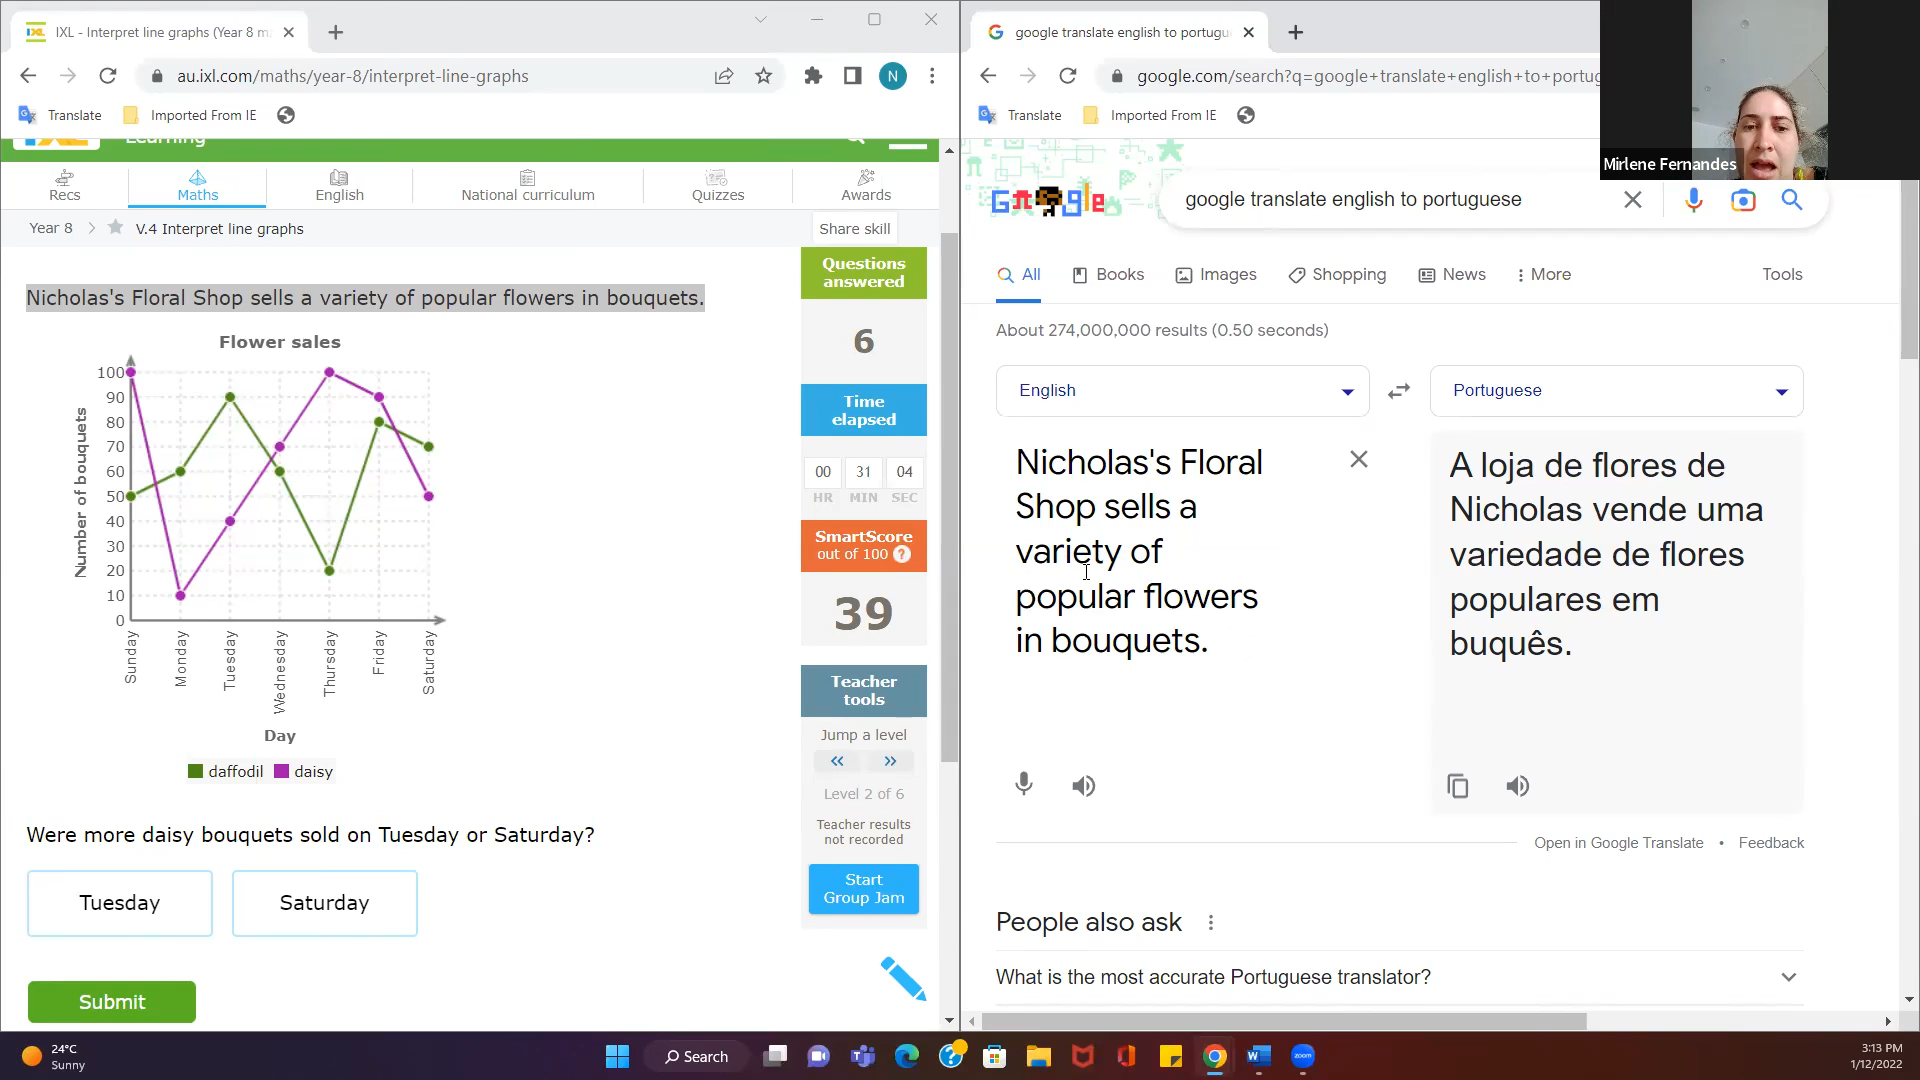 IXL - Interpret line graphs (Year 8 m
au.ixl.com/maths/year-8/interpret-line-graphs
N
Translate
Imported From IE
Learning
Recs
Maths
English
National curriculum
Quizzes
Awards
Year 8
V.4 Interpret line graphs
Share skill
Nicholas's Floral Shop sells a variety of popular flowers in bouquets.
Flower sales
Number of bouquets
100
90
80
70
60
50
40
30
20
10
0
Sunday
Monday
Tuesday
Wednesday
Thursday
Friday
Saturday
Day
daffodil
daisy
Were more daisy bouquets sold on Tuesday or Saturday?
Tuesday
Saturday
Submit
Questions
answered
6
Time
elapsed
00
31
04
HR
MIN
SEC
SmartScore
out of 100 ?
39
Teacher
tools
Jump a level
Level 2 of 6
Teacher results
not recorded
Start
Group Jam
google translate english to portugu
google.com/search?q=google+translate+english+to+portug
Translate
Imported From IE
Mirlene Fernandes
google translate english to portuguese
All
Books
Images
Shopping
News
More
Tools
About 274,000,000 results (0.50 seconds)
English
Portuguese
Nicholas's Floral
Shop sells a
variety of
popular flowers
in bouquets.
A loja de flores de
Nicholas vende uma
variedade de flores
populares em
buquês.
Open in Google Translate • Feedback
People also ask
What is the most accurate Portuguese translator?
24°C
Sunny
Search
zoom
3:13 PM
1/12/2022